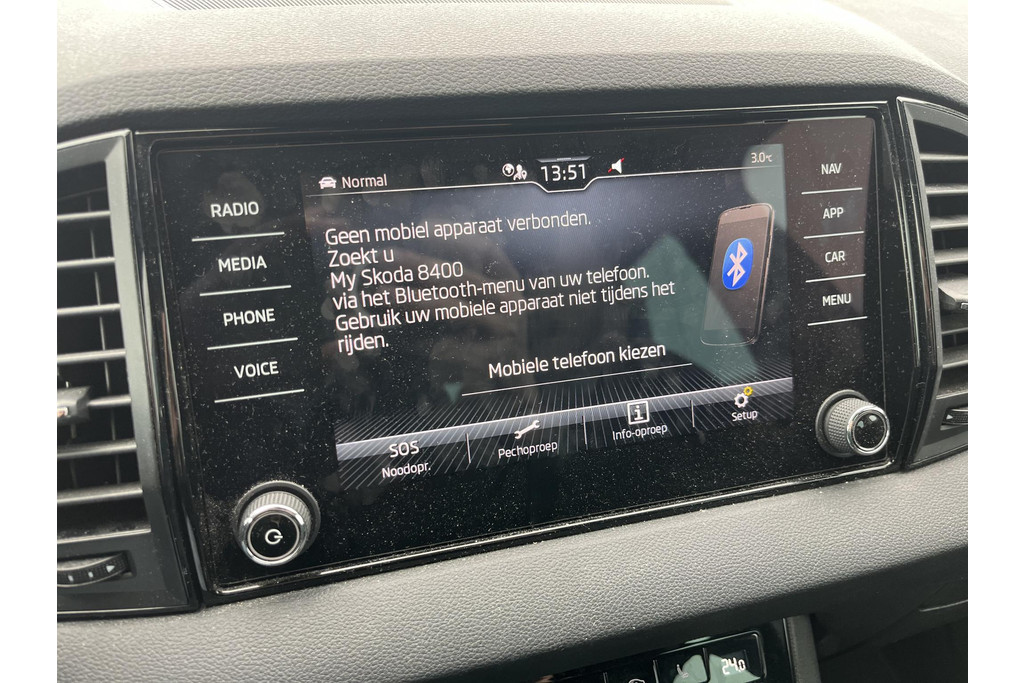 Normal
13:51
3.0°C
RADIO
MEDIA
PHONE
VOICE
Geen mobiel apparaat verbonden.
Zoekt u
My Skoda 8400
via het Bluetooth-menu van uw telefoon.
Gebruik uw mobiele apparaat niet tijdens het
rijden.
Mobiele telefoon kiezen
SOS
Noodopr.
Pechoproep
Info-oproep
Setup
NAV
APP
CAR
MENU
24.0